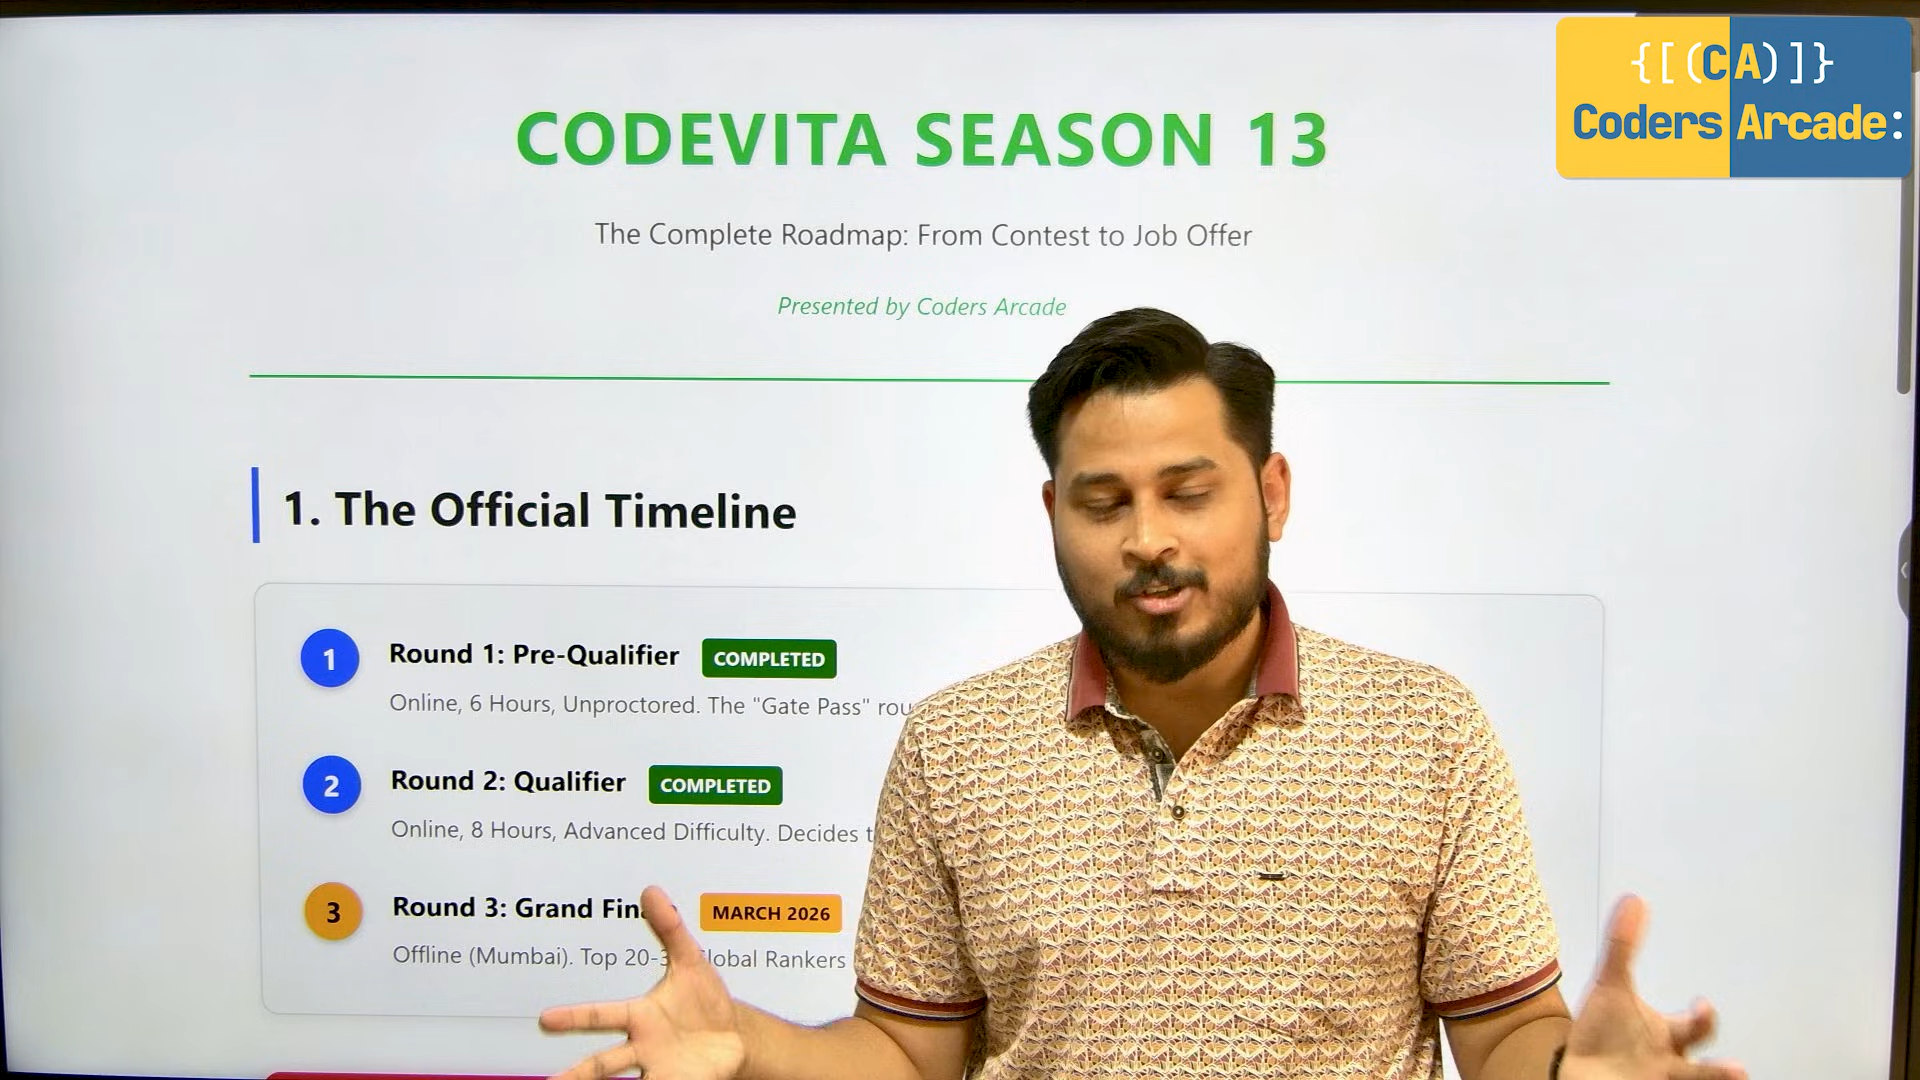 {[(CA)]}
Coders Arcade:
CODEVITA SEASON 13
The Complete Roadmap: From Contest to Job Offer
Presented by Coders Arcade
1. The Official Timeline
1 Round 1: Pre-Qualifier COMPLETED
Online, 6 Hours, Unproctored. The "Gate Pass"
2 Round 2: Qualifier COMPLETED
Online, 8 Hours, Advanced Difficulty. Decides
3 Round 3: Grand MARCH 2026
Offline (Mumbai). Top Rankers